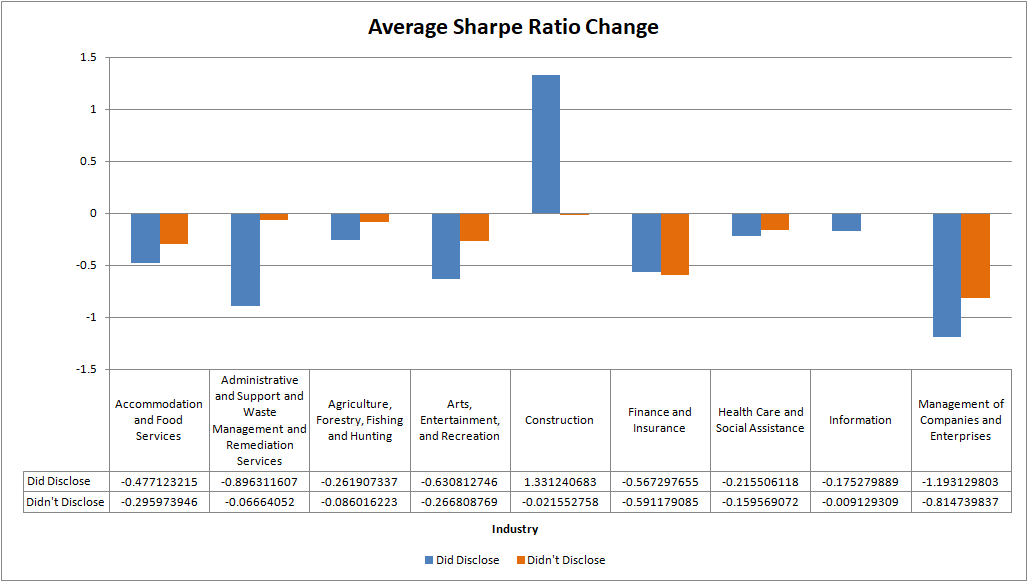 Average Sharpe Ratio Change
1.5
1
0.5
0
-0.5
-1
-1.5
Accommodation
and Food
Services
Administrative
and Support and
Waste
Management and
Remediation
Services
Agriculture,
Forestry, Fishing
and Hunting
Arts,
Entertainment,
and Recreation
Construction
Finance and
Insurance
Health Care and
Social Assistance
Information
Management of
Companies and
Enterprises
Did Disclose -0.477123215 -0.896311607 -0.261907337 -0.630812746 1.331240683 -0.567297655 -0.215506118 -0.175279889 -1.193129803
Didn't Disclose -0.295973946 -0.06664052 -0.086016223 -0.266808769 -0.021552758 -0.591179085 -0.159569072 -0.009129309 -0.814739837
Industry
Did Disclose Didn't Disclose